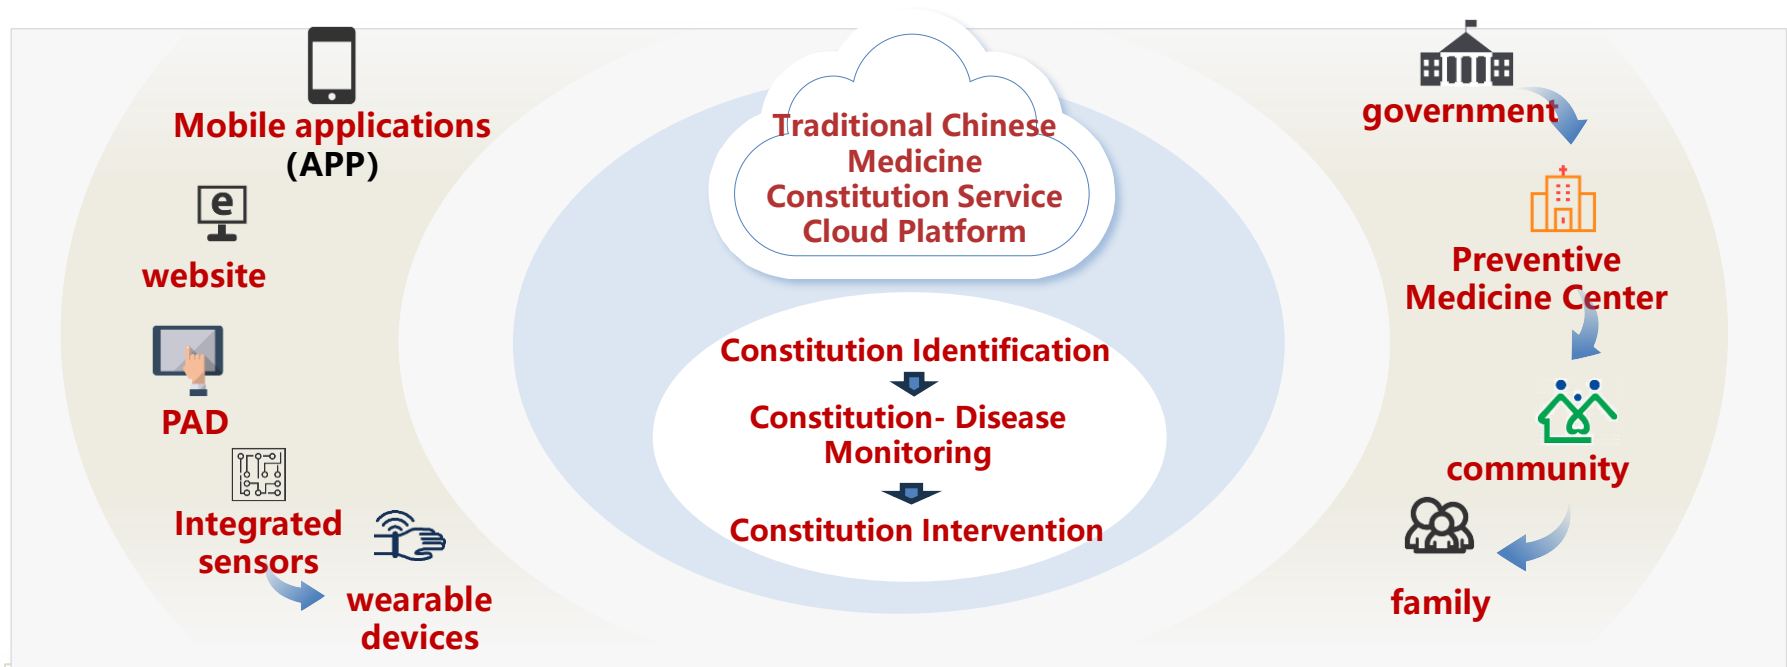 Mobile applications
(APP)
e
website
PAD
Integrated
sensors
wearable
devices
Traditional Chinese
Medicine
Constitution Service
Cloud Platform
Constitution Identification
Constitution- Disease
Monitoring
Constitution Intervention
government
Preventive
Medicine Center
community
family